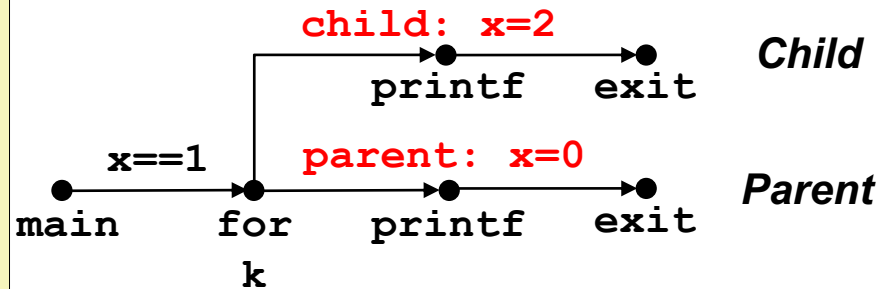 child: x=2
Child
printf
exit
x==1
parent: x=0
Parent
main
for
k
printf
exit